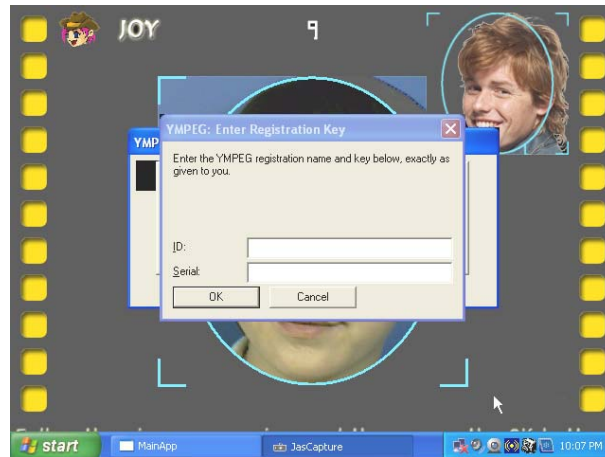 JOY
9
YMPEG: Enter Registration Key
YMP
Enter the YMPEG registration name and key below, exactly as
given to you.
ID:
Serial:
OK
Cancel
start
MainApp
JasCapture
10:07 PM